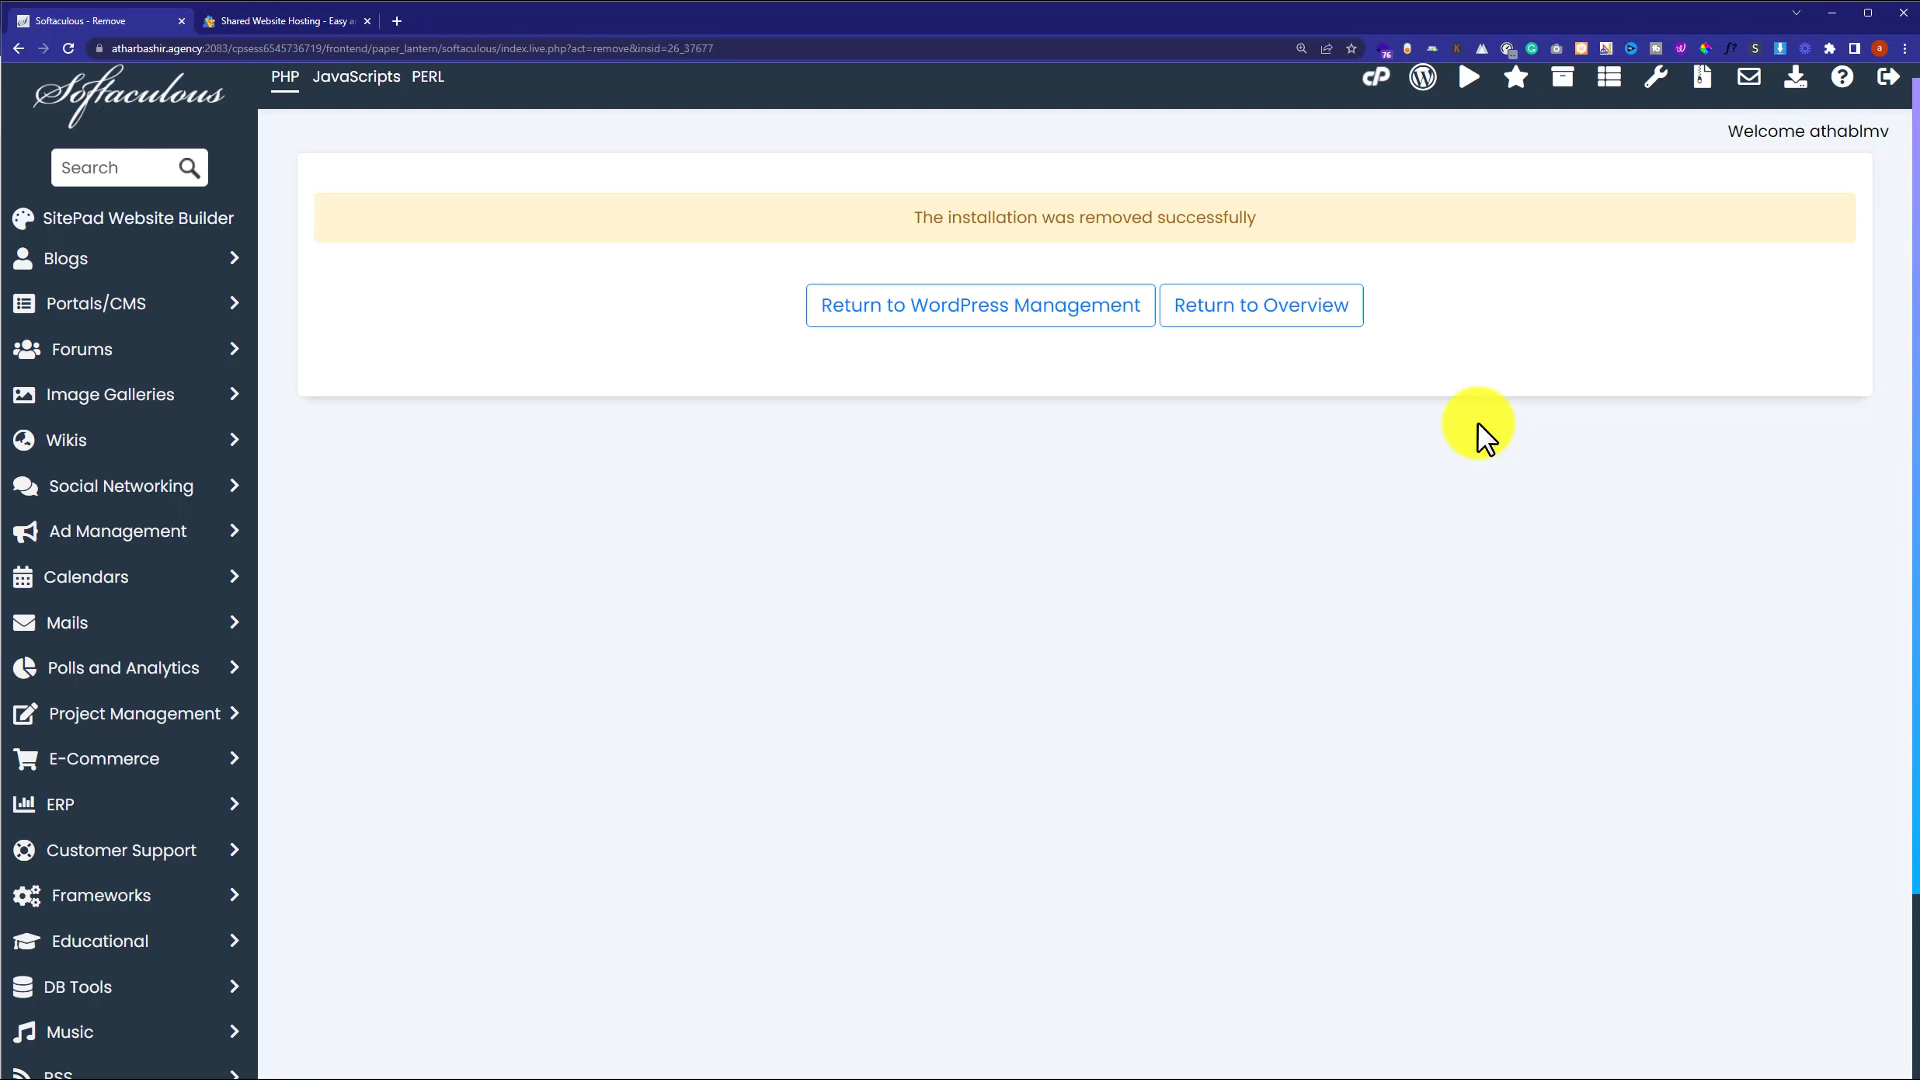 Softaculous - Remove
Shared Website Hosting - Easy a
atharbashir.agency:2083/cpsess6545736719/frontend/paper_lantern/softaculous/index.live.php?act=remove&insid=26_37677
76
a
Softaculous
PHP JavaScripts PERL
Welcome athablmv
Search
SitePad Website Builder
Blogs
Portals/CMS
Forums
Image Galleries
Wikis
Social Networking
Ad Management
Calendars
Mails
Polls and Analytics
Project Management
E-Commerce
ERP
Customer Support
Frameworks
Educational
DB Tools
Music
RSS
The installation was removed successfully
Return to WordPress Management
Return to Overview